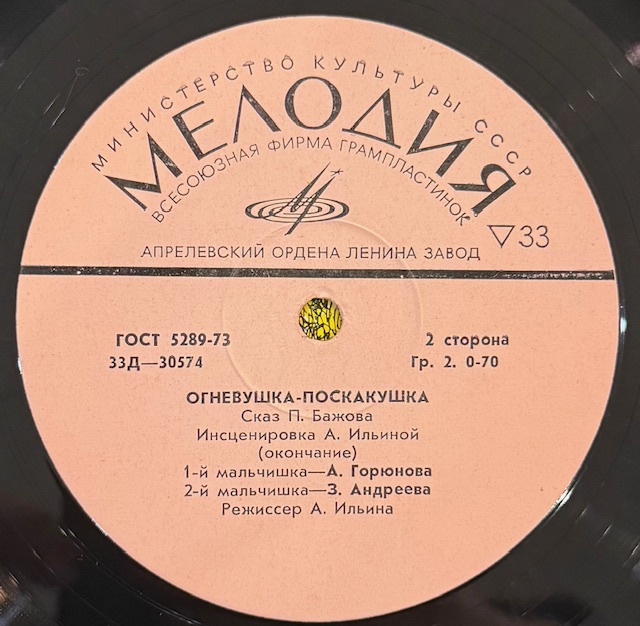 МИНИСТЕРСТВО КУЛЬТУРЫ СССР
МЕЛОДИЯ
ВСЕСОЮЗНАЯ ФИРМА ГРАМПЛАСТИНОК
▽33
АПРЕЛЕВСКИЙ ОРДЕНА ЛЕНИНА ЗАВОД
ГОСТ 5289-73 2 сторона
33Д—30574 Гр. 2. 0-70
ОГНЕВУШКА-ПОСКАКУШКА
Сказ П. Бажова
Инсценировка А. Ильиной
(окончание)
1-й мальчишка—А. Горюнова
2-й мальчишка—З. Андреева
Режиссер А. Ильина